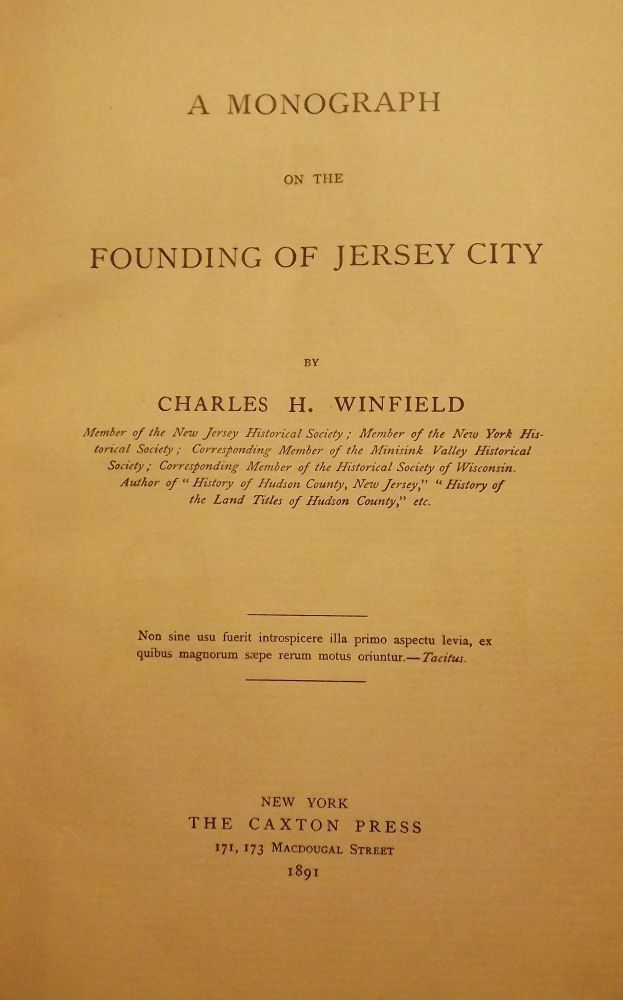 A MONOGRAPH
ON THE
FOUNDING OF JERSEY CITY
BY
CHARLES H. WINFIELD
Member of the New Jersey Historical Society; Member of the New York His-
torical Society; Corresponding Member of the Minisink Valley Historical
Society; Corresponding Member of the Historical Society of Wisconsin.
Author of "History of Hudson County, New Jersey," "History of
the Land Titles of Hudson County," etc.
Non sine usu fuerit introspicere illa primo aspectu levia, ex
quibus magnorum sæpe rerum motus oriuntur.—Tacitus.
NEW YORK
THE CAXTON PRESS
171, 173 MACDOUGAL STREET
1891